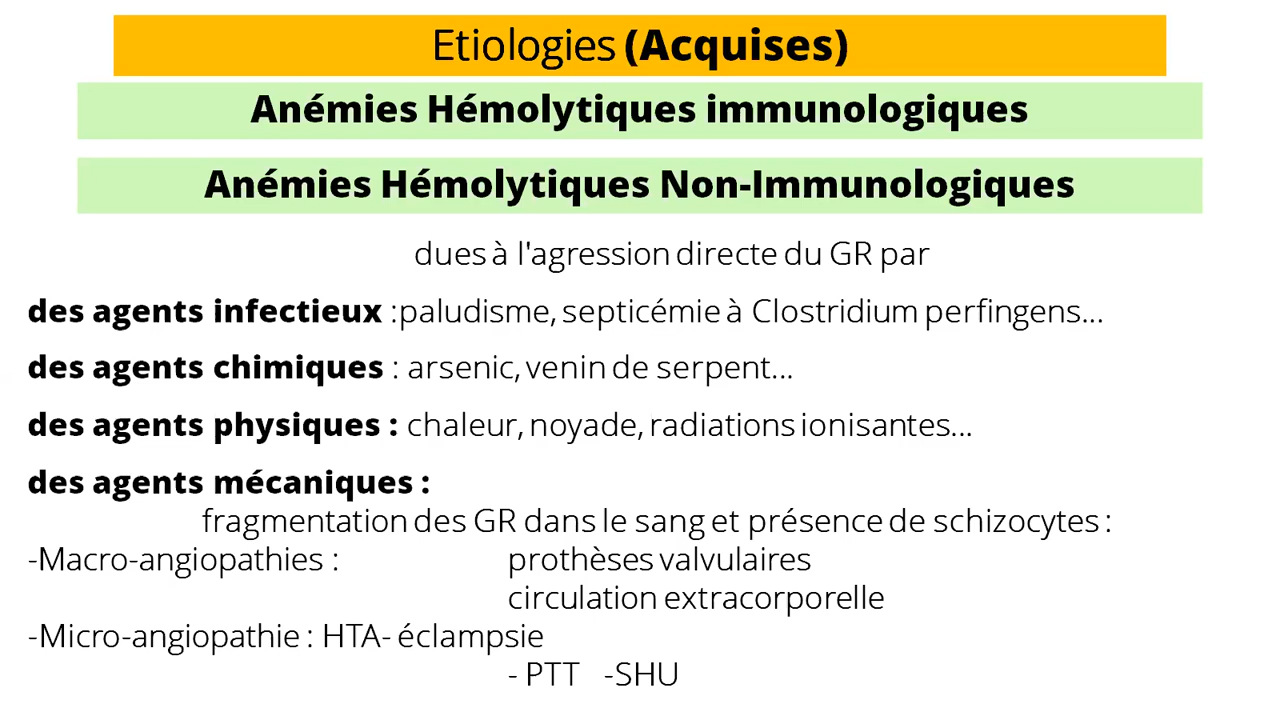 Etiologies (Acquises)
Anémies Hémolytiques immunologiques
Anémies Hémolytiques Non-Immunologiques
dues à l'agression directe du GR par
des agents infectieux :paludisme, septicémie à Clostridium perfingens...
des agents chimiques : arsenic, venin de serpent...
des agents physiques : chaleur, noyade, radiations ionisantes...
des agents mécaniques :
fragmentation des GR dans le sang et présence de schizocytes :
-Macro-angiopathies : prothèses valvulaires
circulation extracorporelle
-Micro-angiopathie : HTA- éclampsie
- PTT -SHU